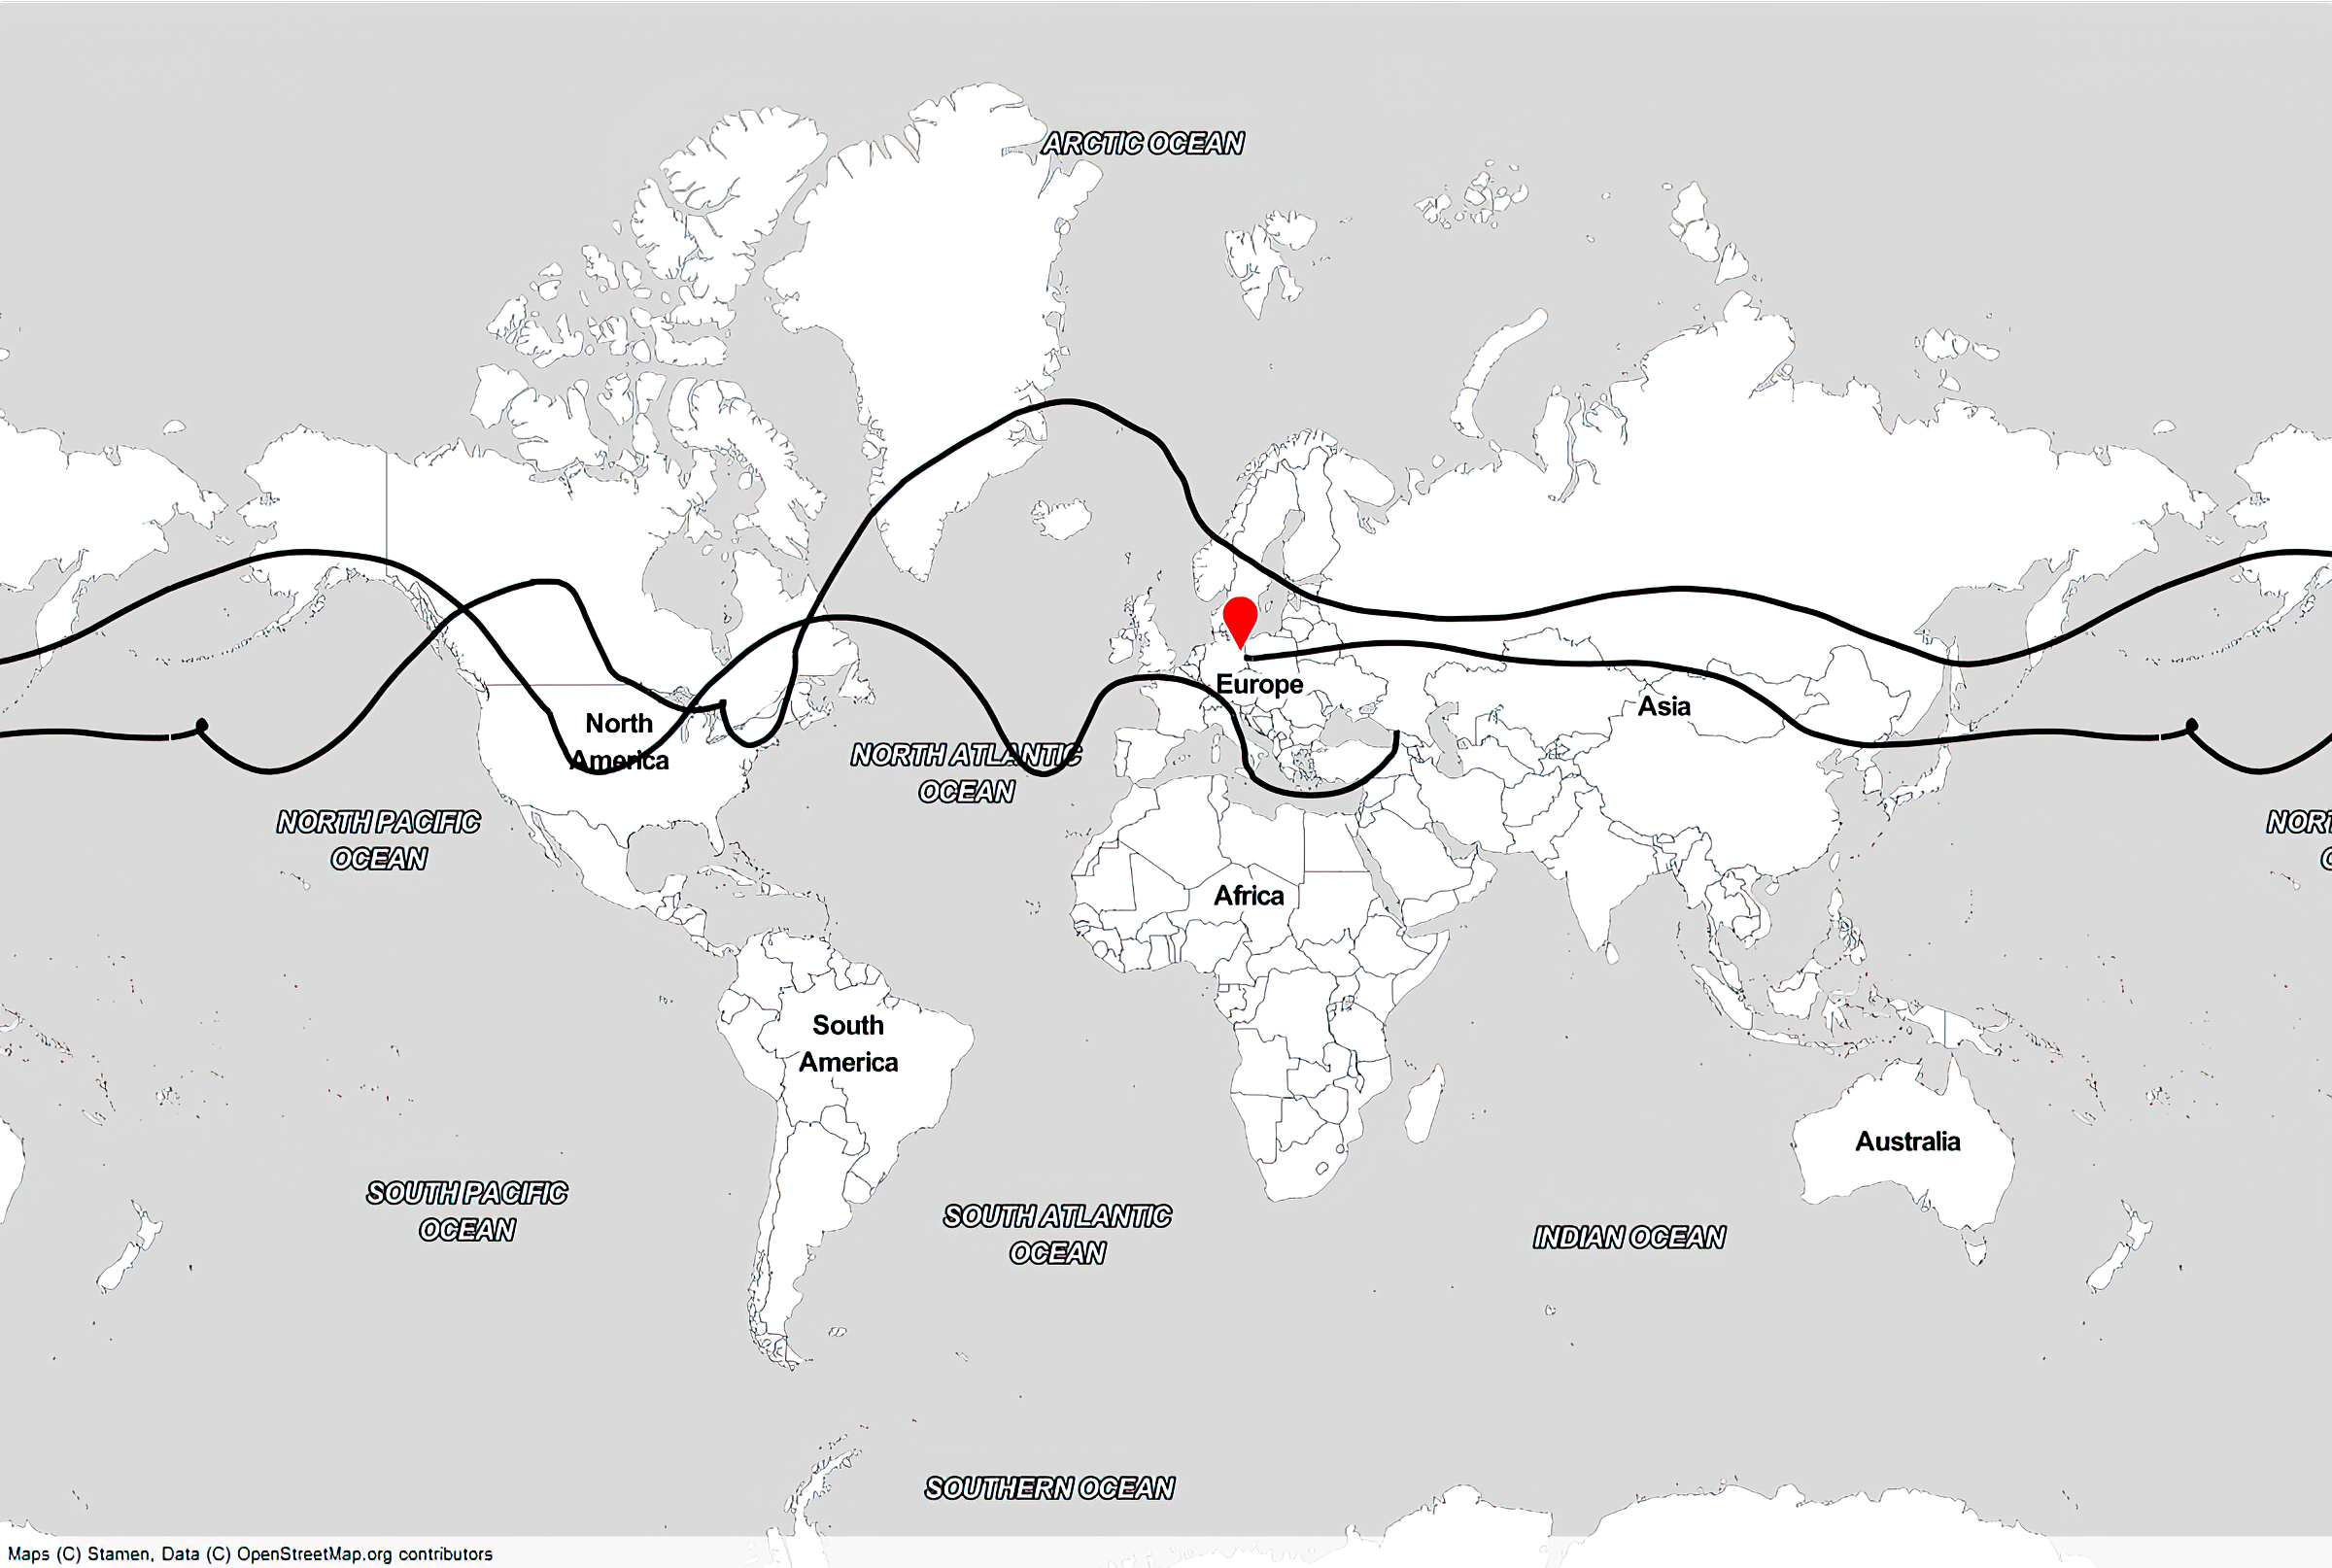 ARCTIC OCEAN
Europe
Asia
North
America
NORTH ATLANTIC
OCEAN
NORTH PACIFIC
OCEAN
NORT
Africa
South
America
Australia
SOUTH PACIFIC
OCEAN
SOUTH ATLANTIC
OCEAN
INDIAN OCEAN
SOUTHERN OCEAN
Maps (C) Stamen, Data (C) OpenStreetMap.org contributors